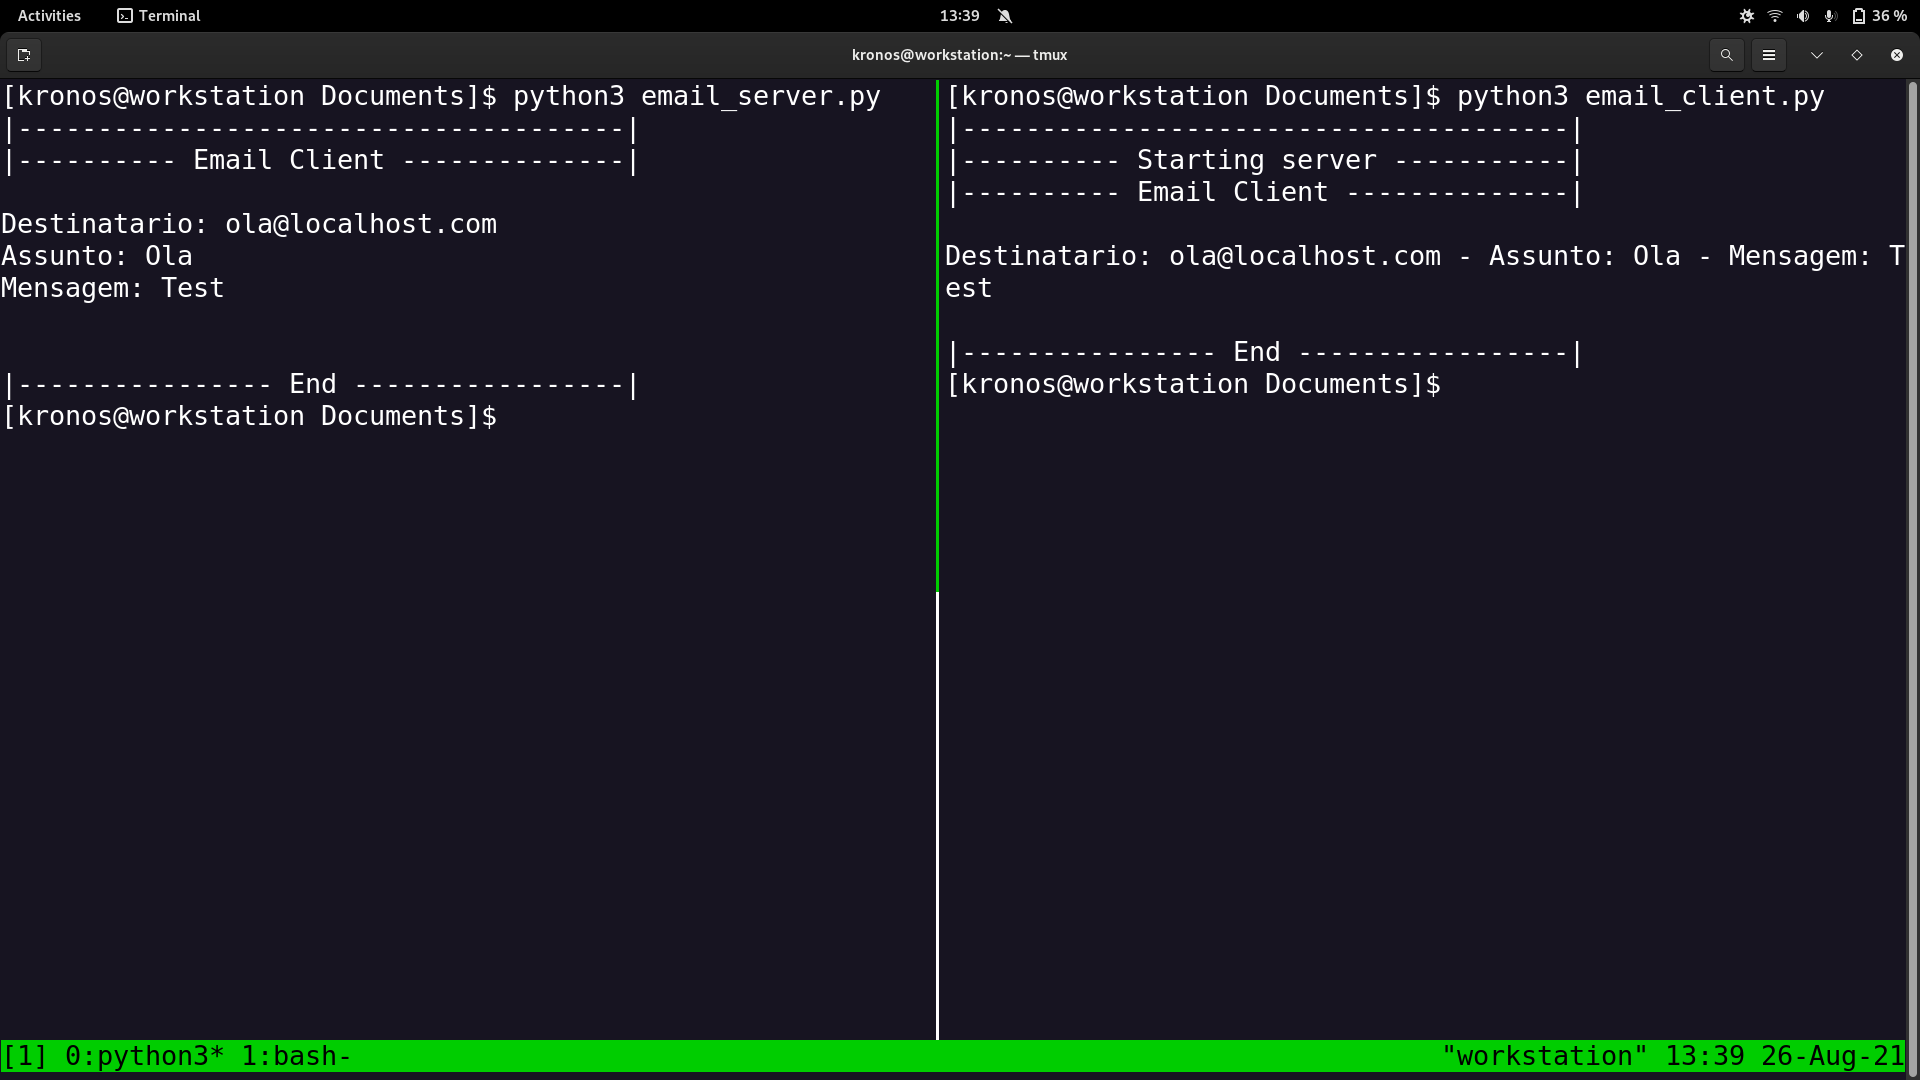 Activities Terminal 13:39 36 %
kronos@workstation:~ — tmux
[kronos@workstation Documents]$ python3 email_server.py
|--------------------------------------|
|---------- Email Client --------------|
Destinatario: ola@localhost.com
Assunto: Ola
Mensagem: Test
|---------------- End -----------------|
[kronos@workstation Documents]$
[kronos@workstation Documents]$ python3 email_client.py
|--------------------------------------|
|---------- Starting server -----------|
|---------- Email Client --------------|
Destinatario: ola@localhost.com - Assunto: Ola - Mensagem: T
est
|---------------- End -----------------|
[kronos@workstation Documents]$
[1] 0:python3* 1:bash- "workstation" 13:39 26-Aug-21